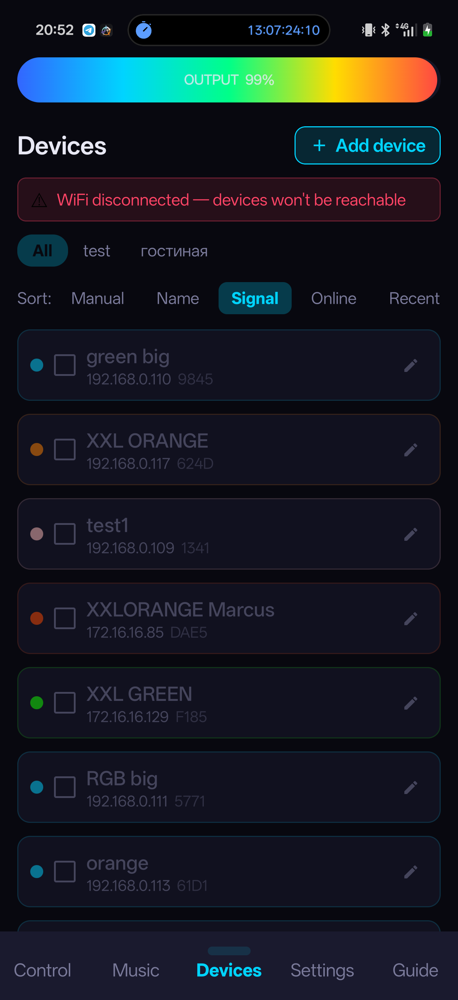 20:52
13:07:24:10
4G
OUTPUT 99%
Devices
+ Add device
WiFi disconnected — devices won't be reachable
All test гостиная
Sort: Manual Name Signal Online Recent
green big
192.168.0.110 9845
XXL ORANGE
192.168.0.117 624D
test1
192.168.0.109 1341
XXLORANGE Marcus
172.16.16.85 DAE5
XXL GREEN
172.16.16.129 F185
RGB big
192.168.0.111 5771
orange
192.168.0.113 61D1
Control Music Devices Settings Guide